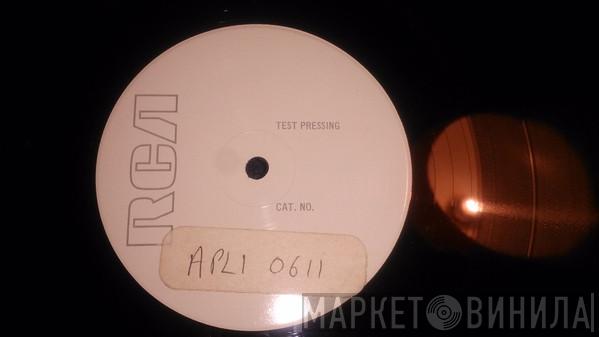 RCA
TEST PRESSING
CAT. NO.
APL1 0611
МАРКЕТ ВИНИЛА